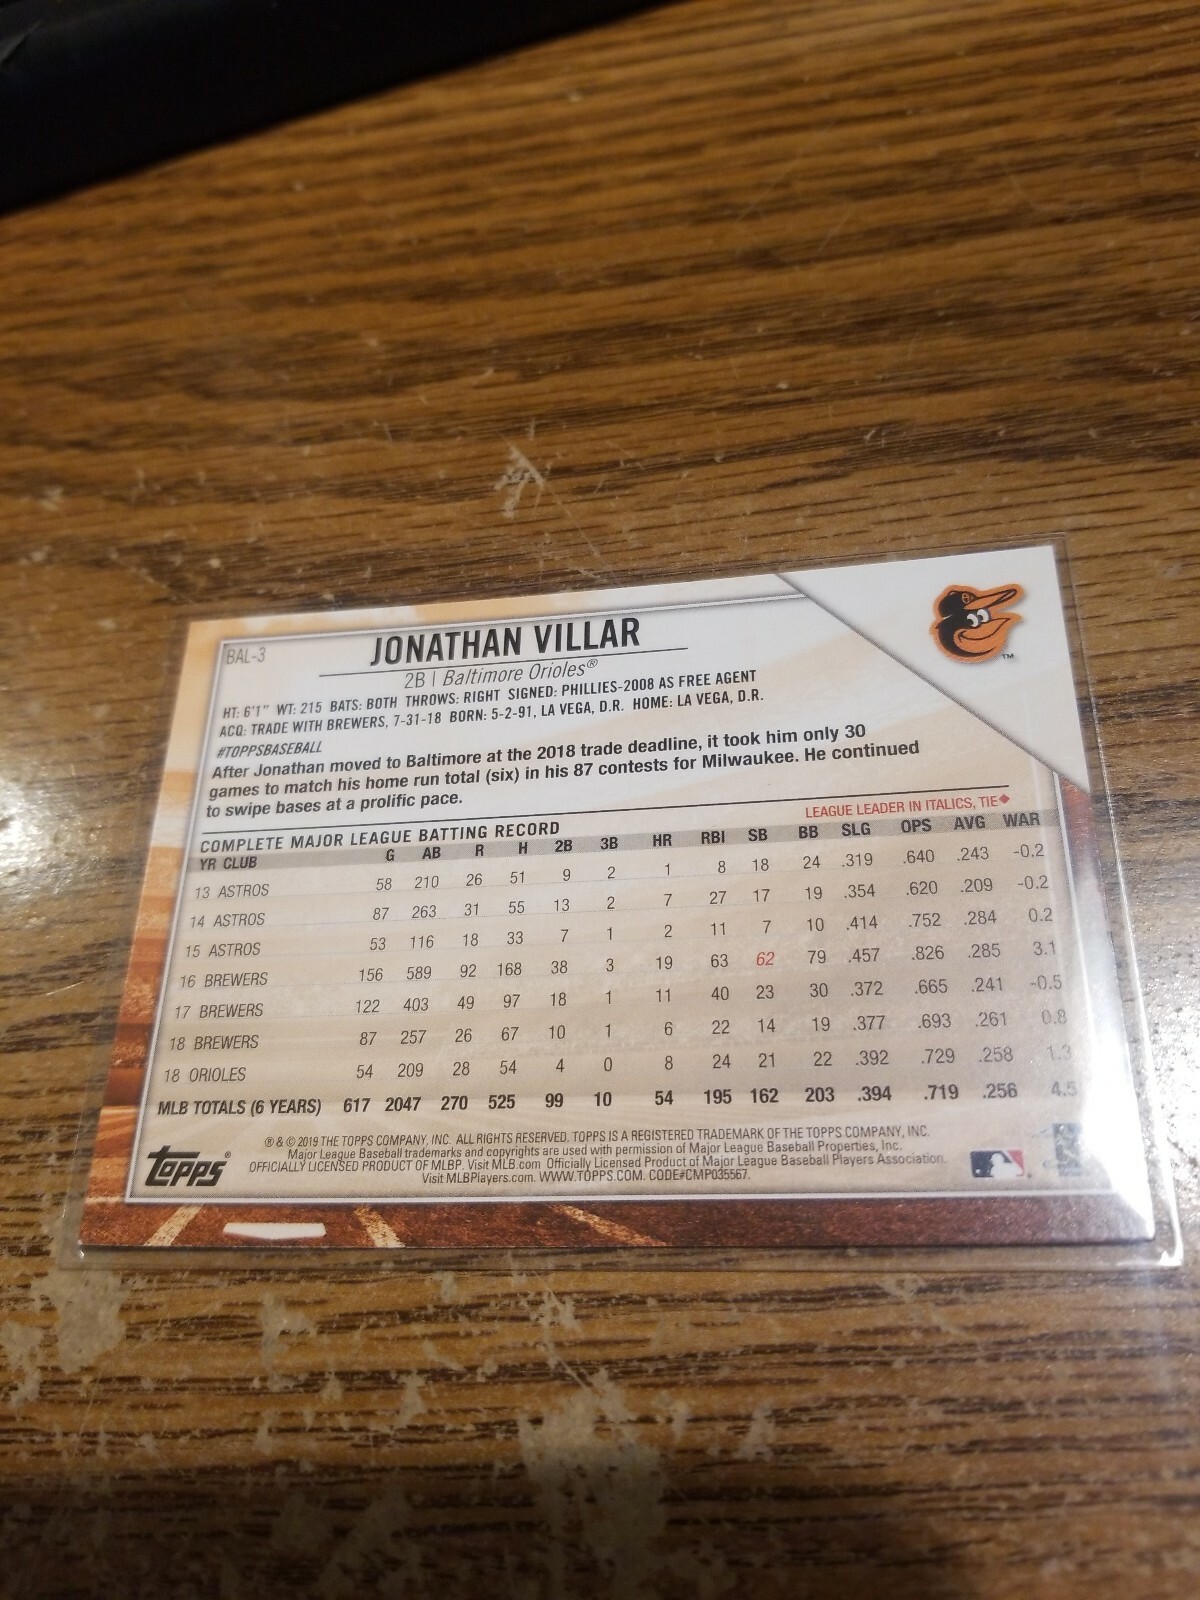 BAL-3
JONATHAN VILLAR
2B | Baltimore Orioles®
HT: 6'1" WT: 215 BATS: BOTH THROWS: RIGHT SIGNED: PHILLIES-2008 AS FREE AGENT
ACQ: TRADE WITH BREWERS, 7-31-18 BORN: 5-2-91, LA VEGA, D.R. HOME: LA VEGA, D.R.
#TOPPSBASEBALL
After Jonathan moved to Baltimore at the 2018 trade deadline, it took him only 30
games to match his home run total (six) in his 87 contests for Milwaukee. He continued
to swipe bases at a prolific pace.
LEAGUE LEADER IN ITALICS, TIE◆
COMPLETE MAJOR LEAGUE BATTING RECORD
YR CLUB G AB R H 2B 3B HR RBI SB BB SLG OPS AVG WAR
13 ASTROS 58 210 26 51 9 2 1 8 18 24 .319 .640 .243 -0.2
14 ASTROS 87 263 31 55 13 2 7 27 17 19 .354 .620 .209 -0.2
15 ASTROS 53 116 18 33 7 1 2 11 7 10 .414 .752 .284 0.2
16 BREWERS 156 589 92 168 38 3 19 63 62 79 .457 .826 .285 3.1
17 BREWERS 122 403 49 97 18 1 11 40 23 30 .372 .665 .241 -0.5
18 BREWERS 87 257 26 67 10 1 6 22 14 19 .377 .693 .261 0.8
18 ORIOLES 54 209 28 54 4 0 8 24 21 22 .392 .729 .258 1.3
MLB TOTALS (6 YEARS) 617 2047 270 525 99 10 54 195 162 203 .394 .719 .256 4.5
® & © 2019 THE TOPPS COMPANY, INC. ALL RIGHTS RESERVED. TOPPS IS A REGISTERED TRADEMARK OF THE TOPPS COMPANY, INC.
Major League Baseball trademarks and copyrights are used with permission of Major League Baseball Properties, Inc.
OFFICIALLY LICENSED PRODUCT OF MLBP. Visit MLB.com Officially Licensed Product of Major League Baseball Players Association.
Visit MLBPlayers.com. WWW.TOPPS.COM. CODE#CMP035567.
topps®
TM